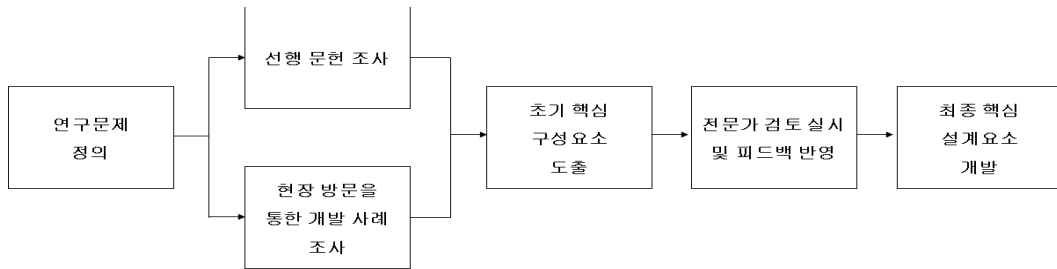 연구문제
정의
선행 문헌 조사
현장 방문을
통한 개발 사례
조사
초기 핵심
구성요소
도출
전문가 검토 실시
및 피드백 반영
최종 핵심
설계요소
개발